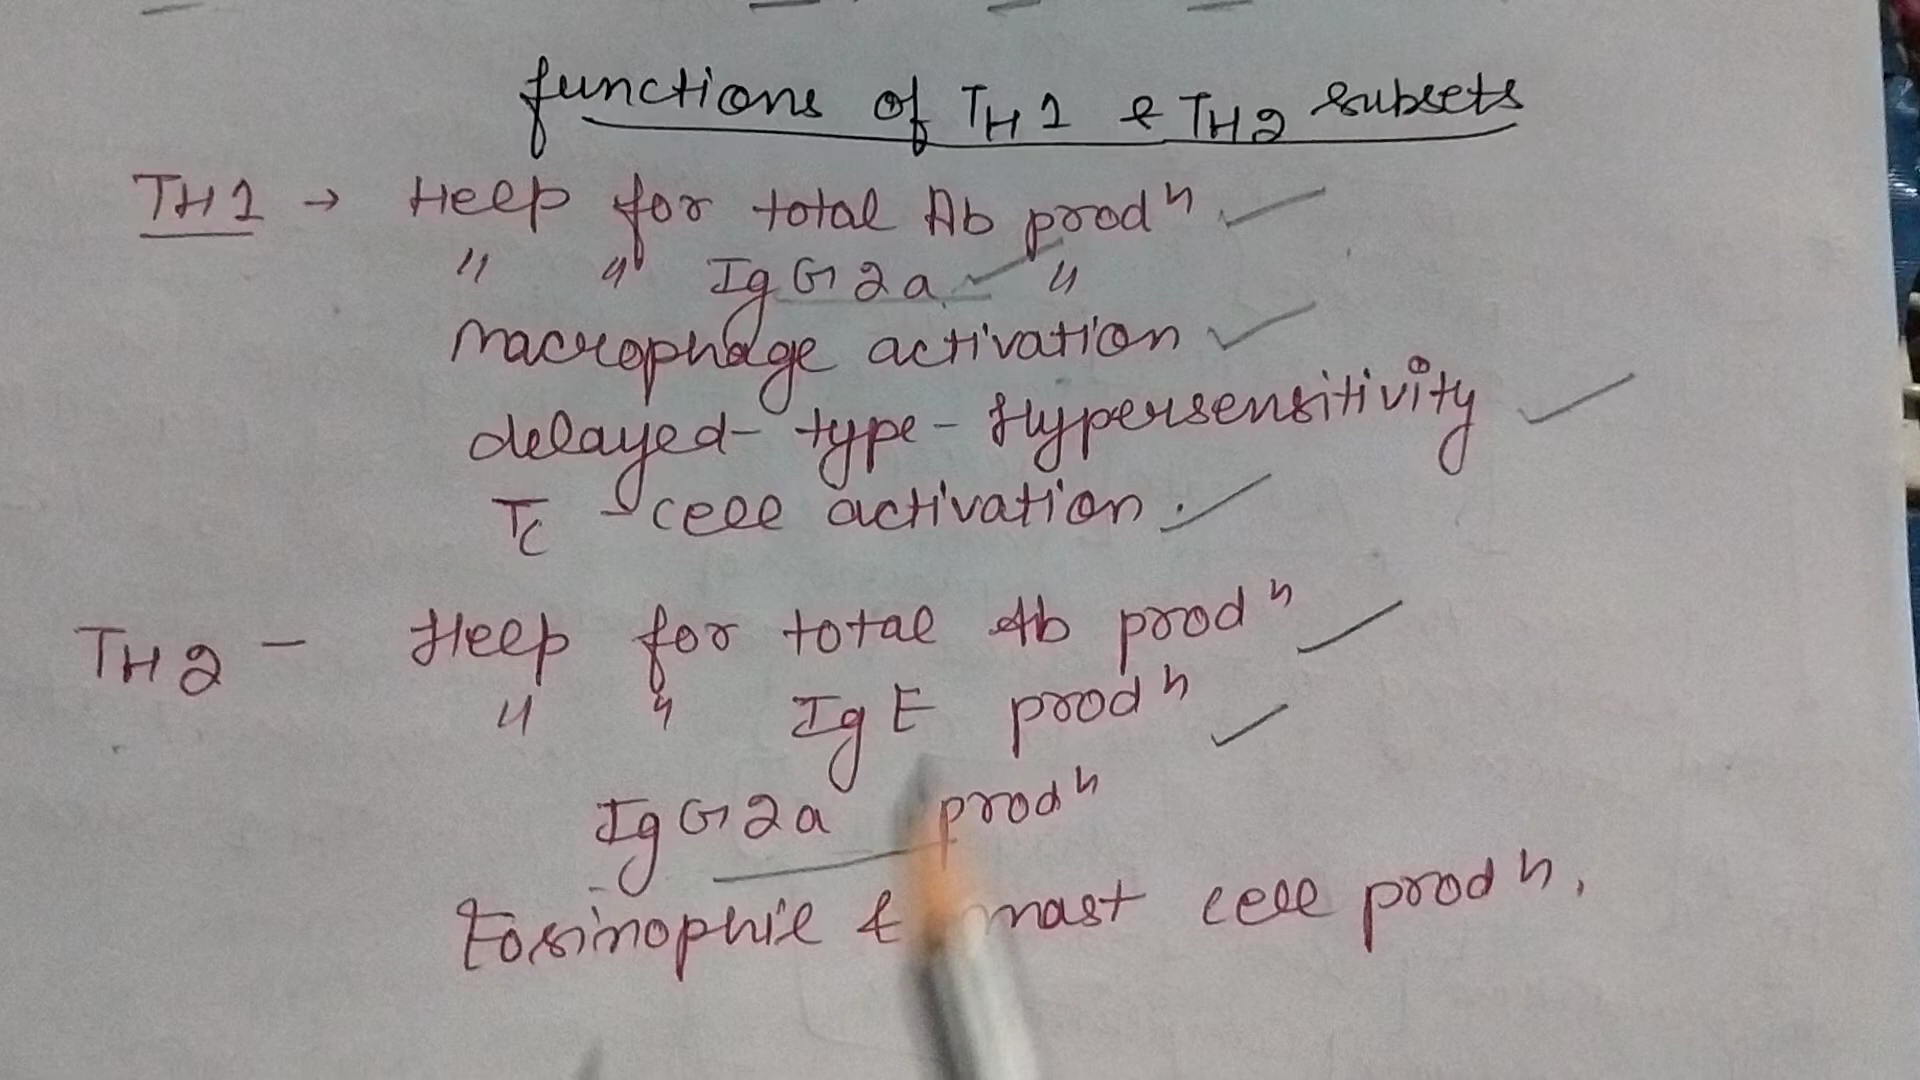 functions of TH1 & TH2 subsets
TH1 → Help for total Ab prodⁿ
" " IgG2a "
Macrophage activation
delayed-type-Hypersensitivity
Tc cell activation.
TH2 - Help for total Ab prodⁿ
" " IgE prodⁿ
IgG2a prodⁿ
Eosinophil & mast cell prodⁿ.